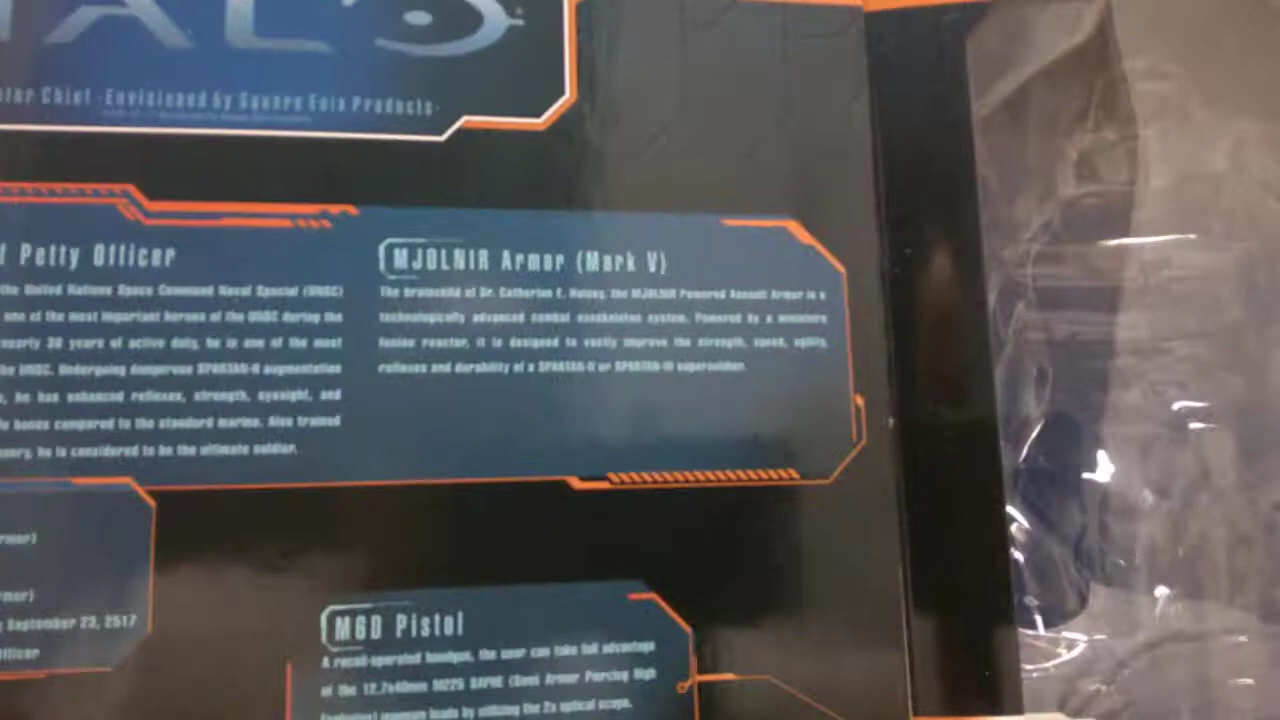 HALO
ter Chief · Envisioned by Square Enix Products·
l Petty Officer
the United Nations Space Command Naval Special (UNSC)
one of the most important heroes of the UNSC during the
nearly 30 years of active duty, he is one of the most
the UNSC. Undergoing dangerous SPARTAN-II augmentation
, he has enhanced reflexes, strength, eyesight, and
le bones compared to the standard marine. Also trained
he is considered to be the ultimate soldier.
MJOLNIR Armor (Mark V)
The brainchild of Dr. Catherine E. Halsey, the MJOLNIR Powered Assault Armor is a
technologically advanced combat exoskeleton system. Powered by a miniature
fusion reactor, it is designed to vastly improve the strength, speed, agility,
reflexes and durability of a SPARTAN-II or SPARTAN-III supersoldier.
rmor)
rmor)
September 23, 2517
fficer
M6D Pistol
A recoil-operated handgun, the user can take full advantage
of the 12.7x40mm M225 SAPHE (Semi Armor Piercing High
by utilizing the 2x optical scope.